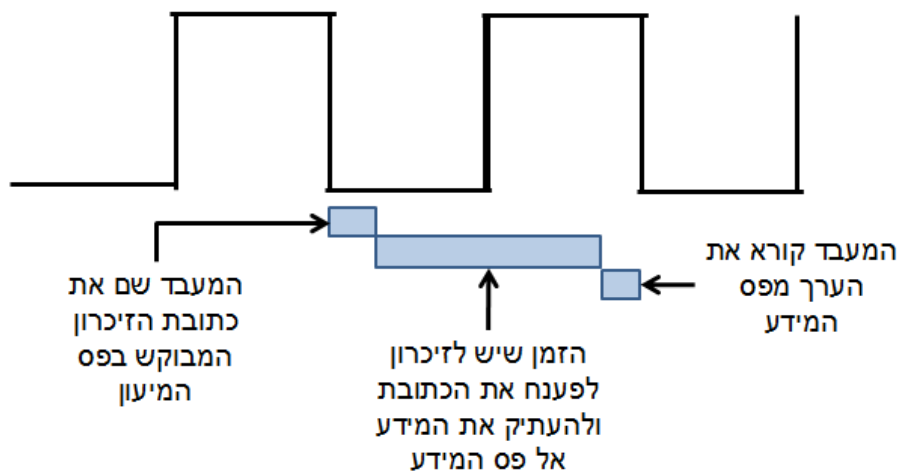 המעבד שם את
כתובת הזיכרון
המבוקש בפס
המיעון
הזמן שיש לזיכרון
לפענח את הכתובת
ולהעתיק את המידע
אל פס המידע
המעבד קורא את
הערך מפס
המידע